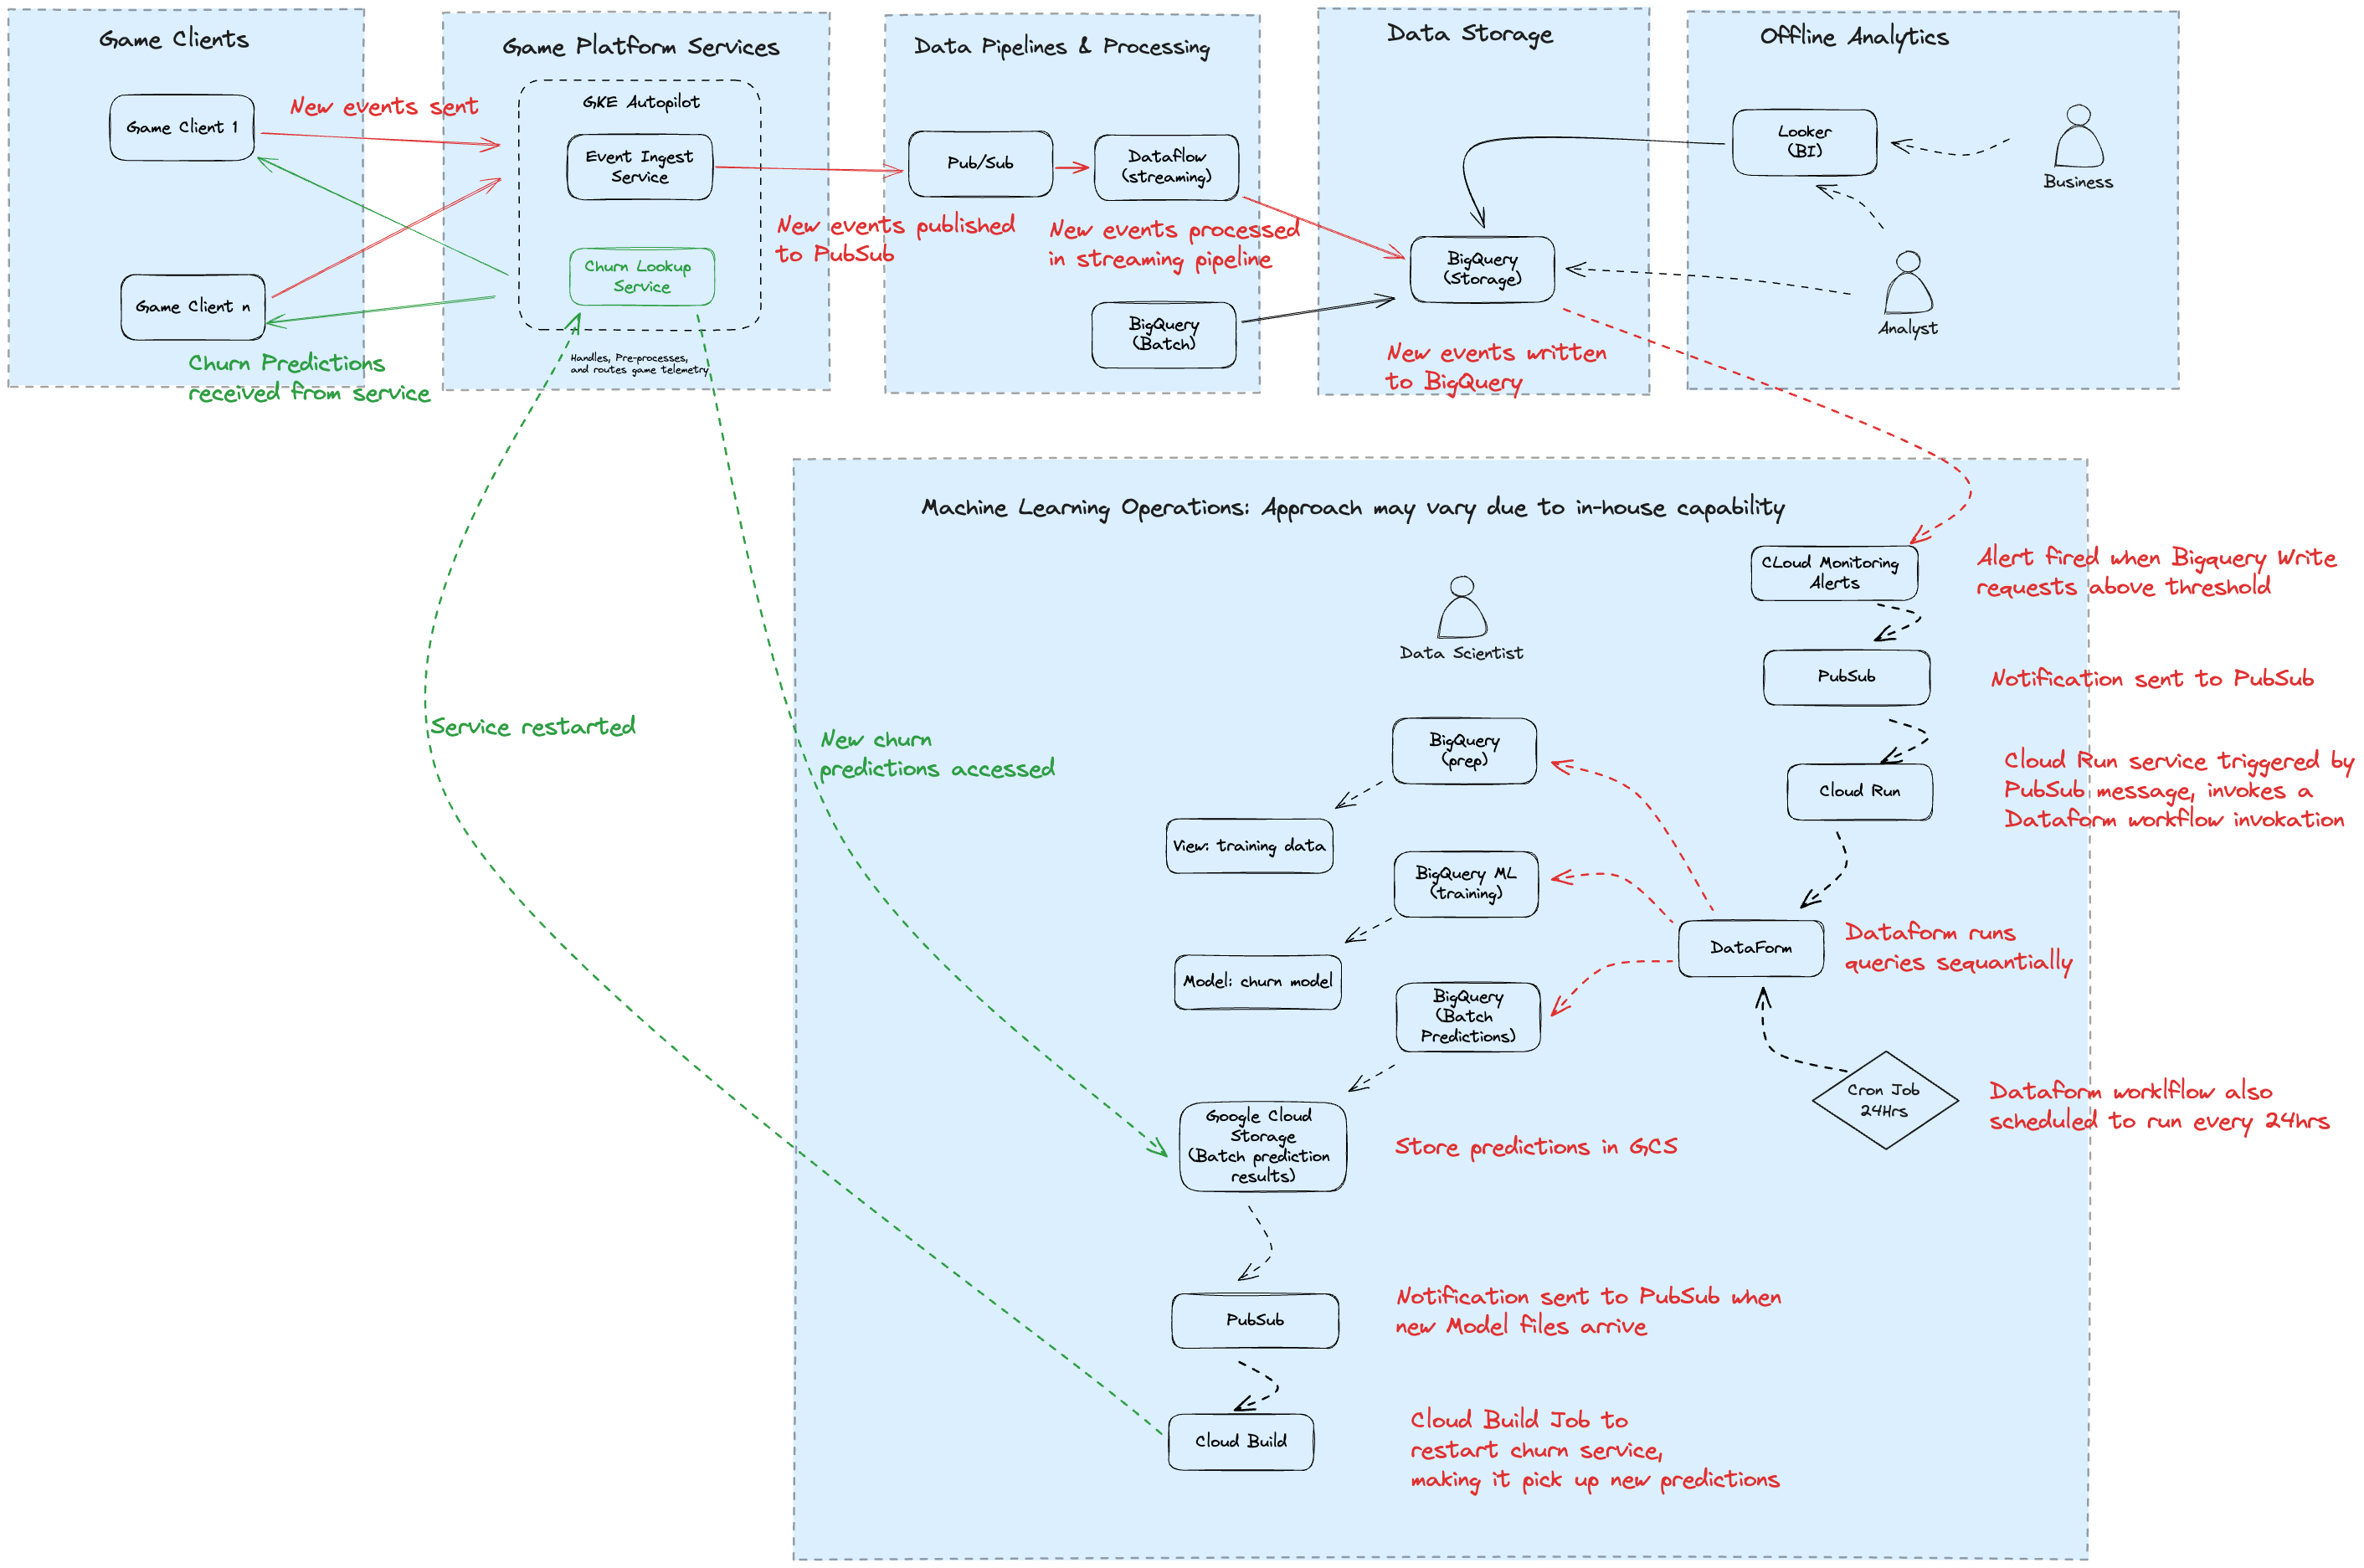 Game Clients
Game Client 1
Game Client n
New events sent
Churn Predictions
received from service
Game Platform Services
GKE Autopilot
Event Ingest
Service
Churn Lookup
Service
Handles, Pre-processes,
and routes game telemetry
New events published
to PubSub
Data Pipelines & Processing
Pub/Sub
Dataflow
(streaming)
New events processed
in streaming pipeline
BigQuery
(Batch)
Data Storage
BigQuery
(Storage)
New events written
to BigQuery
Offline Analytics
Looker
(BI)
Business
Analyst
Machine Learning Operations: Approach may vary due to in-house capability
CLoud Monitoring
Alerts
Alert fired when Bigquery Write
requests above threshold
Data Scientist
PubSub
Notification sent to PubSub
Service restarted
New churn
predictions accessed
BigQuery
(prep)
Cloud Run
Cloud Run service triggered by
PubSub message, invokes a
Dataform workflow invokation
View: training data
BigQuery ML
(training)
DataForm
Dataform runs
queries sequantially
Model: churn model
BigQuery
(Batch
Predictions)
Cron Job
24Hrs
Dataform worklflow also
scheduled to run every 24hrs
Google Cloud
Storage
(Batch prediction
results)
Store predictions in GCS
PubSub
Notification sent to PubSub when
new Model files arrive
Cloud Build
Cloud Build Job to
restart churn service,
making it pick up new predictions